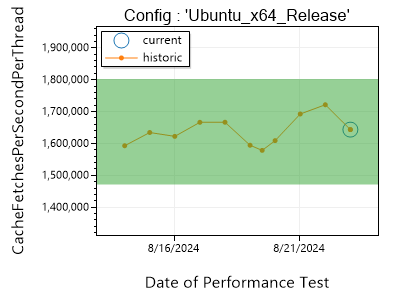 Config : 'Ubuntu_x64_Release'
CacheFetchesPerSecondPerThread
1,900,000
1,800,000
1,700,000
1,600,000
1,500,000
1,400,000
current
historic
8/16/2024
8/21/2024
Date of Performance Test